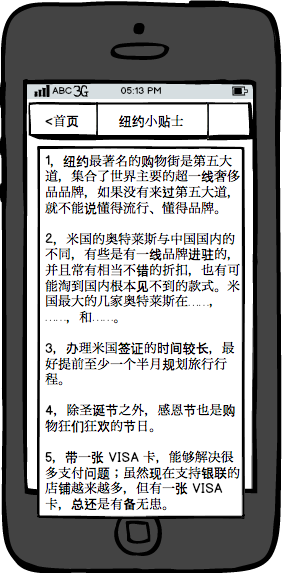 ABC 3G 05:13 PM
<首页 纽约小贴士
1，纽约最著名的购物街是第五大
道，集合了世界主要的超一线奢侈
品品牌，如果没有来过第五大道，
就不能说懂得流行、懂得品牌。
2，米国的奥特莱斯与中国国内的
不同，有些是有一线品牌进驻的，
并且常有相当不错的折扣，也有可
能淘到国内根本见不到的款式。米
国最大的几家奥特莱斯在……，
……，和……。
3，办理米国签证的时间较长，最
好提前至少一个半月规划旅行行
程。
4，除圣诞节之外，感恩节也是购
物狂们狂欢的节日。
5，带一张 VISA 卡，能够解决很
多支付问题；虽然现在支持银联的
店铺越来越多，但有一张 VISA
卡，总还是有备无患。